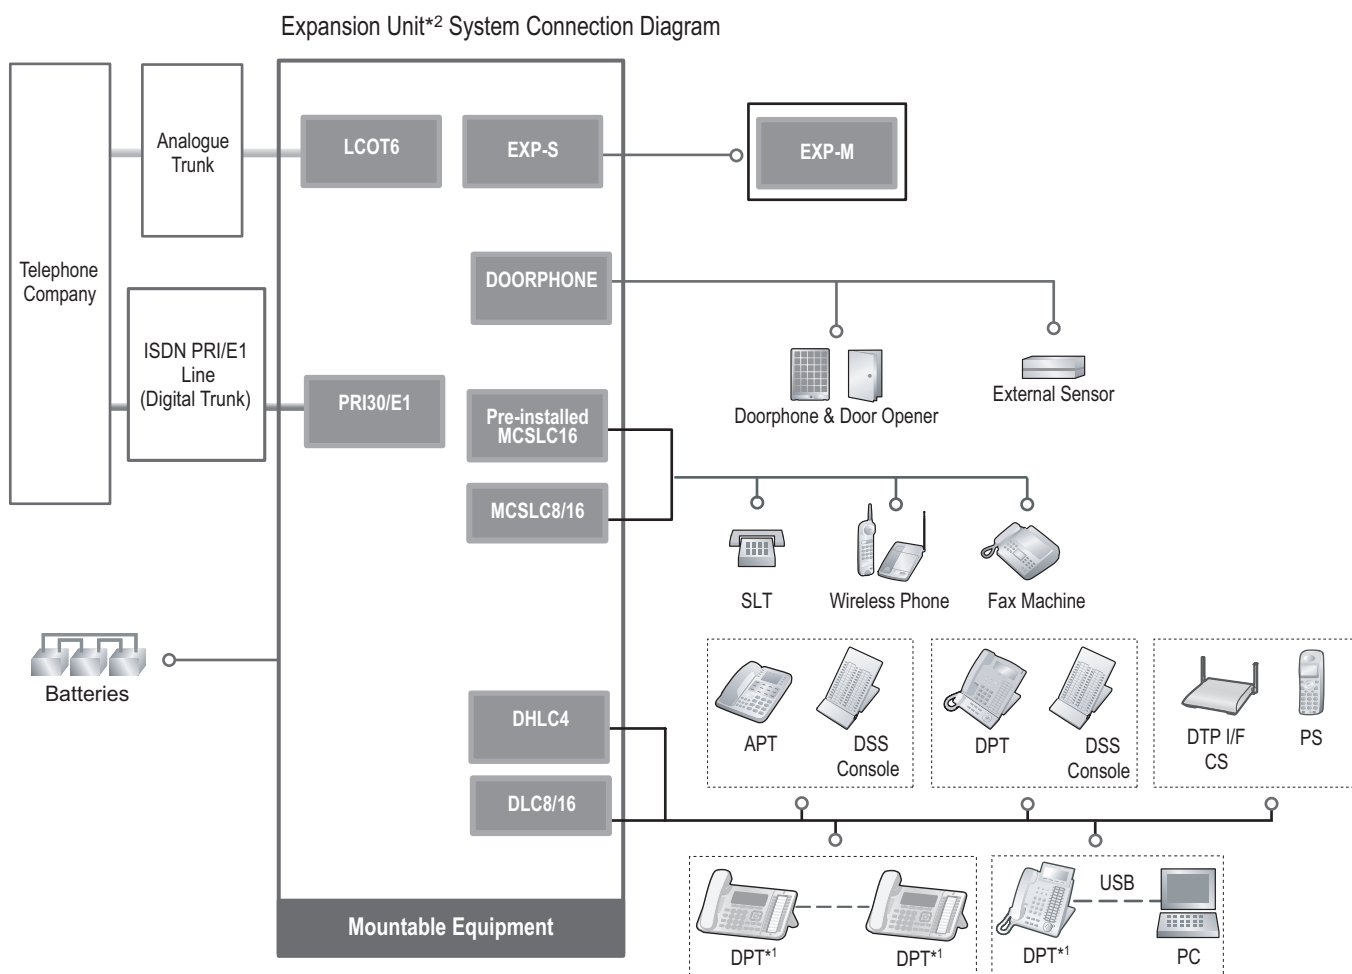 Expansion Unit*2 System Connection Diagram
Telephone
Company
Analogue
Trunk
ISDN PRI/E1
Line
(Digital Trunk)
LCOT6
EXP-S
EXP-M
DOORPHONE
Doorphone & Door Opener
External Sensor
PRI30/E1
Pre-installed
MCSLC16
MCSLC8/16
SLT
Wireless Phone
Fax Machine
Batteries
DHLC4
DLC8/16
APT
DSS
Console
DPT
DSS
Console
DTP I/F
CS
PS
DPT*1
DPT*1
USB
DPT*1
PC
Mountable Equipment